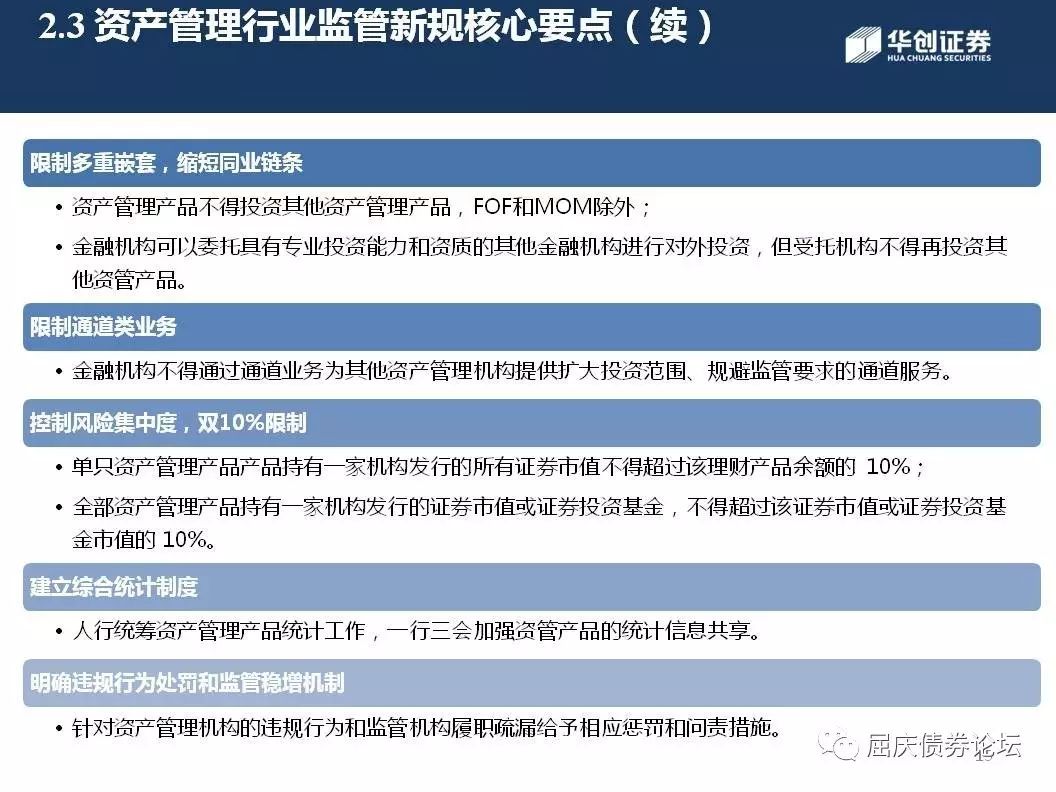 2.3 资产管理行业监管新规核心要点（续）
华创证券
HUA CHUANG SECURITIES
限制多重嵌套，缩短同业链条
• 资产管理产品不得投资其他资产管理产品，FOF和MOM除外；
• 金融机构可以委托具有专业投资能力和资质的其他金融机构进行对外投资，但受托机构不得再投资其
他资管产品。
限制通道类业务
• 金融机构不得通过通道业务为其他资产管理机构提供扩大投资范围、规避监管要求的通道服务。
控制风险集中度，双10%限制
• 单只资产管理产品产品持有一家机构发行的所有证券市值不得超过该理财产品余额的 10%；
• 全部资产管理产品持有一家机构发行的证券市值或证券投资基金，不得超过该证券市值或证券投资基
金市值的 10%。
建立综合统计制度
• 人行统筹资产管理产品统计工作，一行三会加强资管产品的统计信息共享。
明确违规行为处罚和监管稳增机制
• 针对资产管理机构的违规行为和监管机构履职疏漏给予相应惩罚和问责措施。
屈庆债券论坛